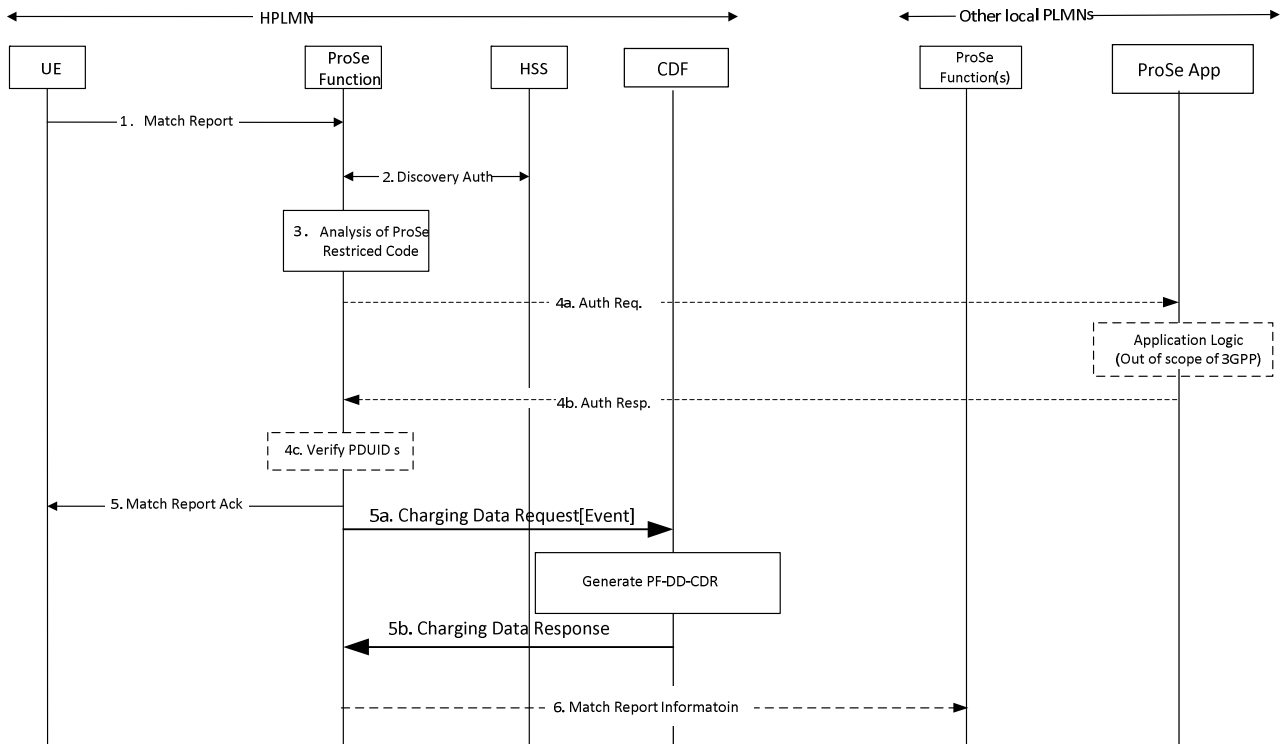 HPLMN
Other local PLMNs
UE
ProSe
Function
HSS
CDF
ProSe
Function(s)
ProSe App
1. Match Report
2. Discovery Auth
3. Analysis of ProSe
Restriced Code
4a. Auth Req.
Application Logic
(Out of scope of 3GPP)
4b. Auth Resp.
4c. Verify PDUID s
5. Match Report Ack
5a. Charging Data Request[Event]
Generate PF-DD-CDR
5b. Charging Data Response
6. Match Report Informatoin